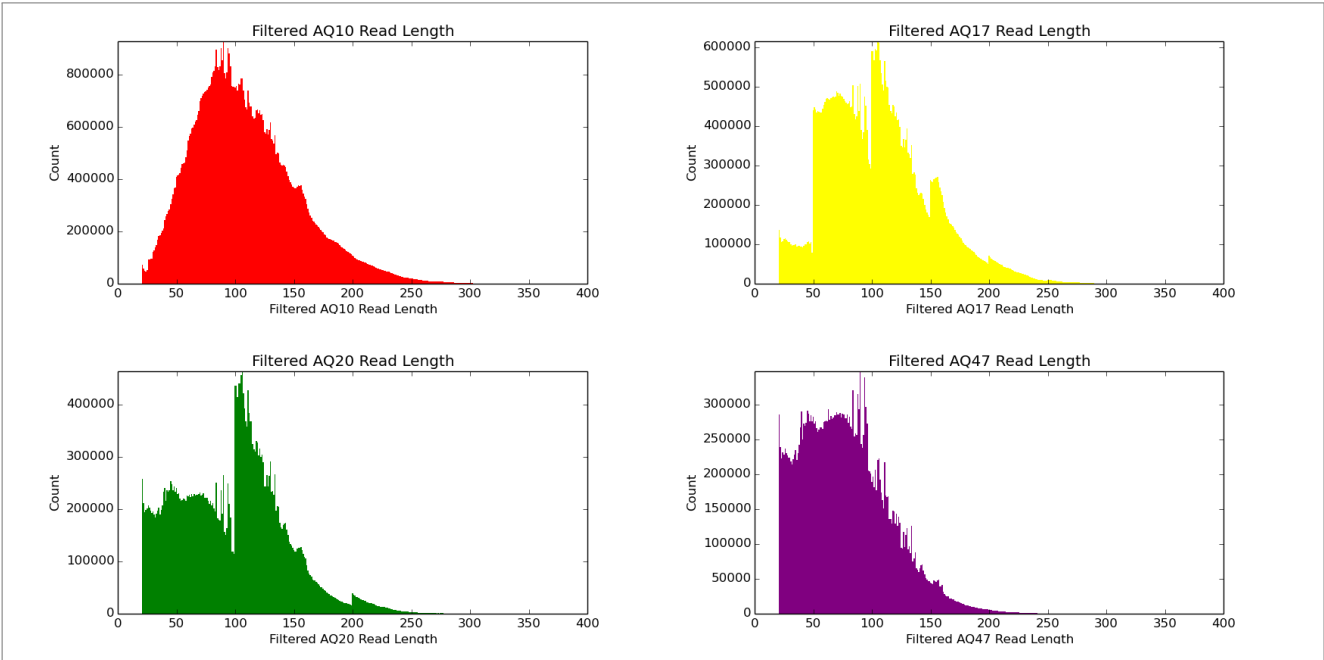 Filtered AQ10 Read Length
Count
800000
600000
400000
200000
0
0 50 100 150 200 250 300 350 400
Filtered AQ10 Read Length
Filtered AQ17 Read Length
Count
600000
500000
400000
300000
200000
100000
0
0 50 100 150 200 250 300 350 400
Filtered AQ17 Read Length
Filtered AQ20 Read Length
Count
400000
300000
200000
100000
0
0 50 100 150 200 250 300 350 400
Filtered AQ20 Read Length
Filtered AQ47 Read Length
Count
300000
250000
200000
150000
100000
50000
0
0 50 100 150 200 250 300 350 400
Filtered AQ47 Read Length